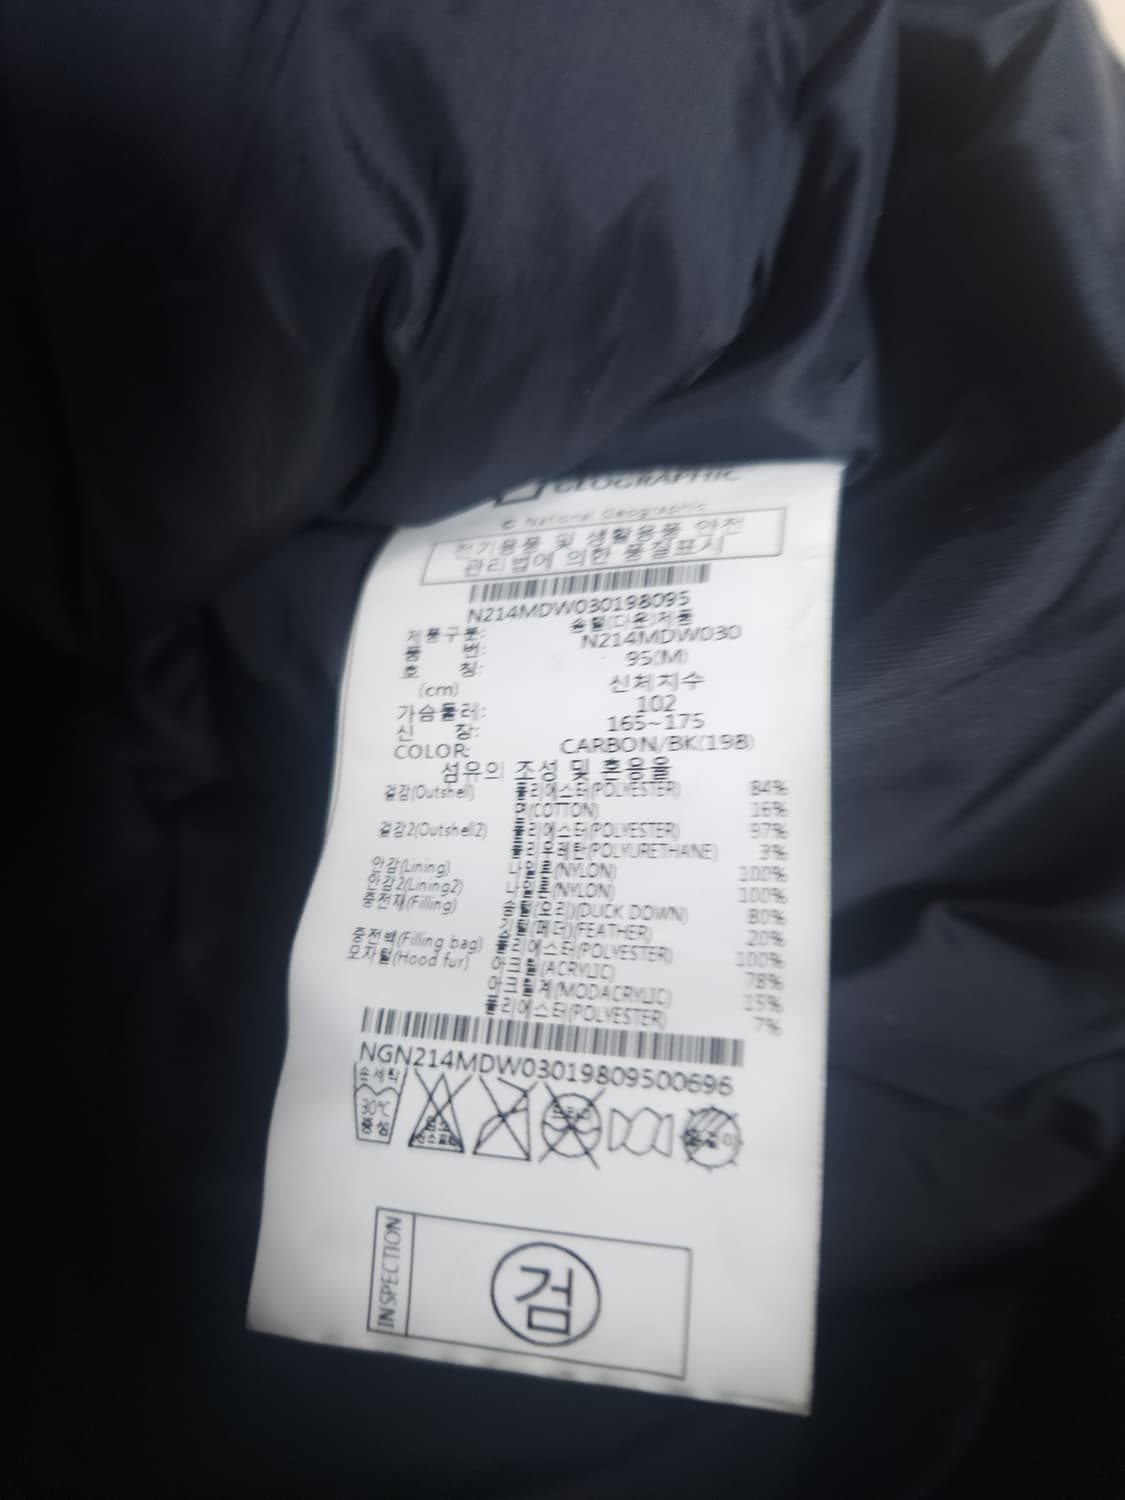 GEOGRAPHIC
© National Geographic
전기용품 및 생활용품 안전
관리법에 의한 품질표시
N214MDW030198095
제품구분: 솜털(다운)제품
품 번: N214MDW030
호 칭: 95(M)
(cm) 신체치수
가슴둘레: 102
신 장: 165~175
COLOR: CARBON/BK(198)
섬유의 조성 및 혼용율
겉감(Outshell) 폴리에스터(POLYESTER) 84%
면(COTTON) 16%
겉감2(Outshell2) 폴리에스터(POLYESTER) 97%
폴리우레탄(POLYURETHANE) 3%
안감(Lining) 나일론(NYLON) 100%
안감2(Lining2) 나일론(NYLON) 100%
충전재(Filling) 솜털(오리)(DUCK DOWN) 80%
깃털(페더)(FEATHER) 20%
충전백(Filling bag) 폴리에스터(POLYESTER) 100%
모자털(Hood fur) 아크릴(ACRYLIC) 78%
아크릴계(MODACRYLIC) 15%
폴리에스터(POLYESTER) 7%
NGN214MDW03019809500696
손세탁
30℃
중성
염소표백
드라이
INSPECTION
검